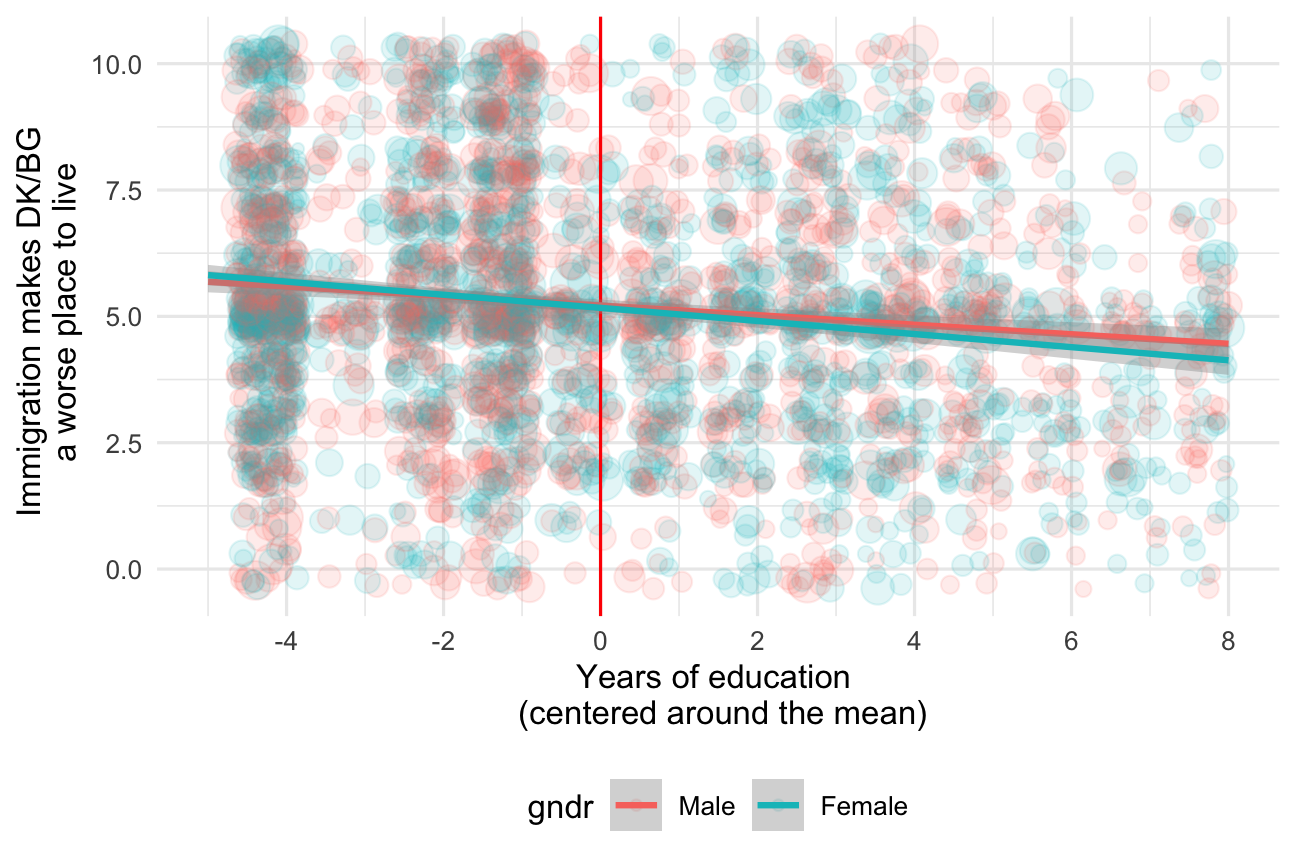 Immigration makes DK/BG
a worse place to live
10.0
7.5
5.0
2.5
0.0
-4 -2 0 2 4 6 8
Years of education
(centered around the mean)
gndr Male Female